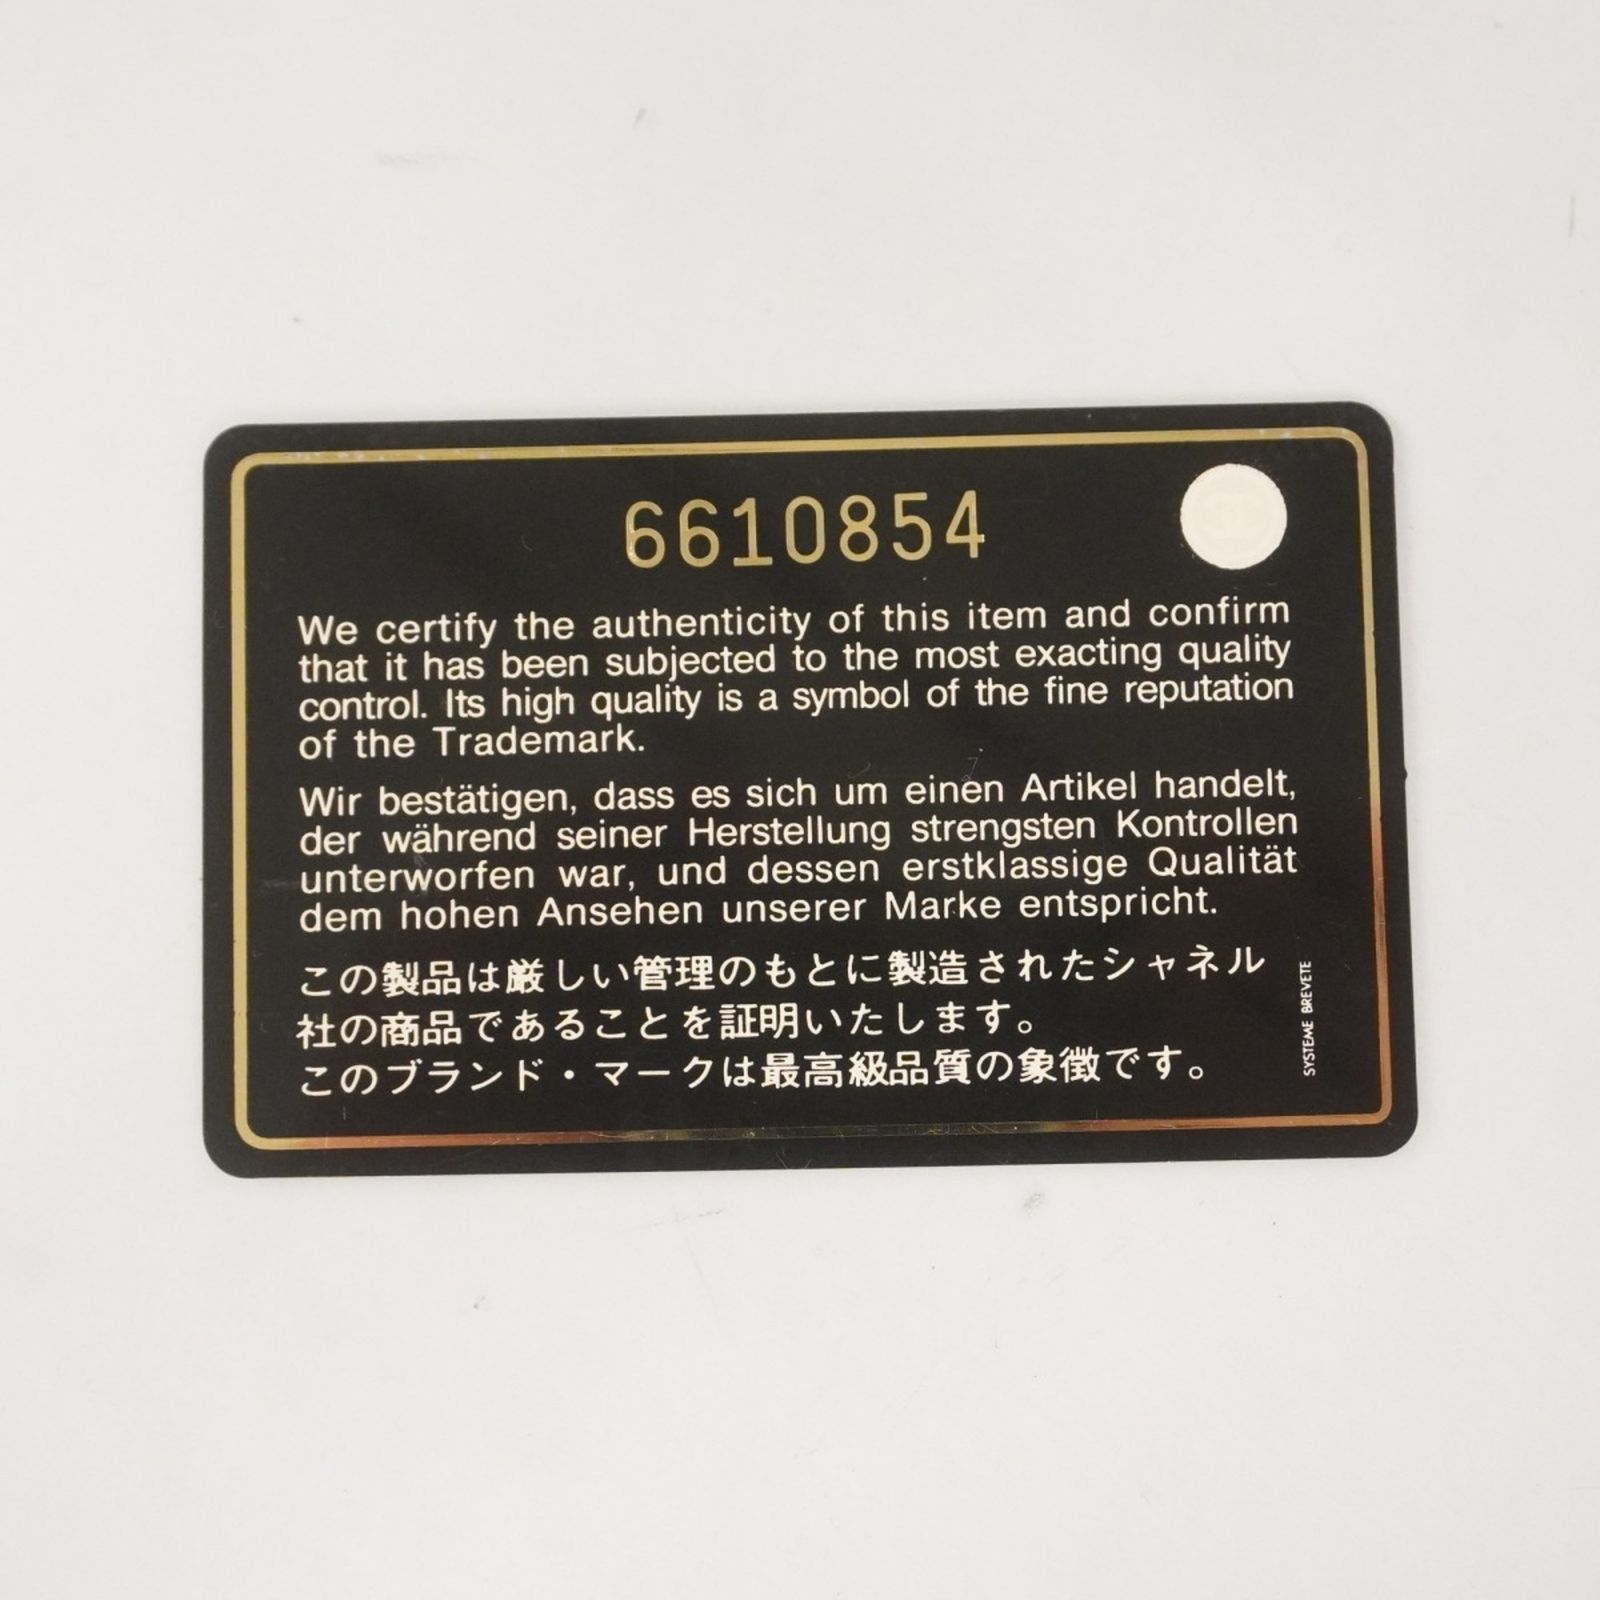 6610854
We certify the authenticity of this item and confirm
that it has been subjected to the most exacting quality
control. Its high quality is a symbol of the fine reputation
of the Trademark.
Wir bestätigen, dass es sich um einen Artikel handelt,
der während seiner Herstellung strengsten Kontrollen
unterworfen war, und dessen erstklassige Qualität
dem hohen Ansehen unserer Marke entspricht.
この製品は厳しい管理のもとに製造されたシャネル
社の商品であることを証明いたします。
このブランド・マークは最高級品質の象徴です。
SYSTEME BREVETE